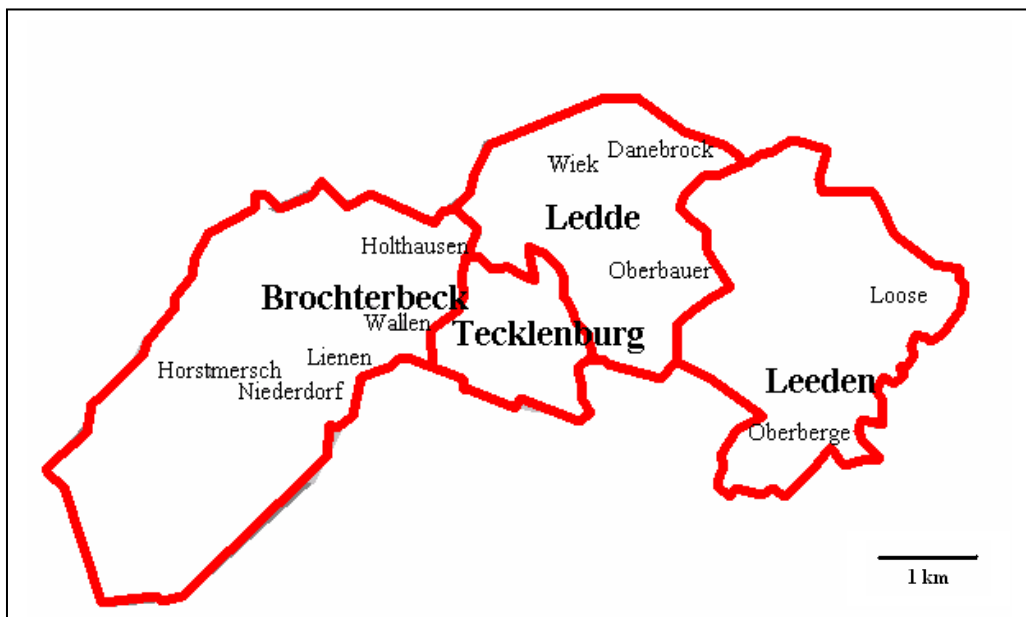 Danebrock
Wiek
Ledde
Holthausen
Oberbauer
Brochterbeck
Loose
Wallen
Tecklenburg
Lienen
Horstmersch
Leeden
Niederdorf
Oberberge
1 km